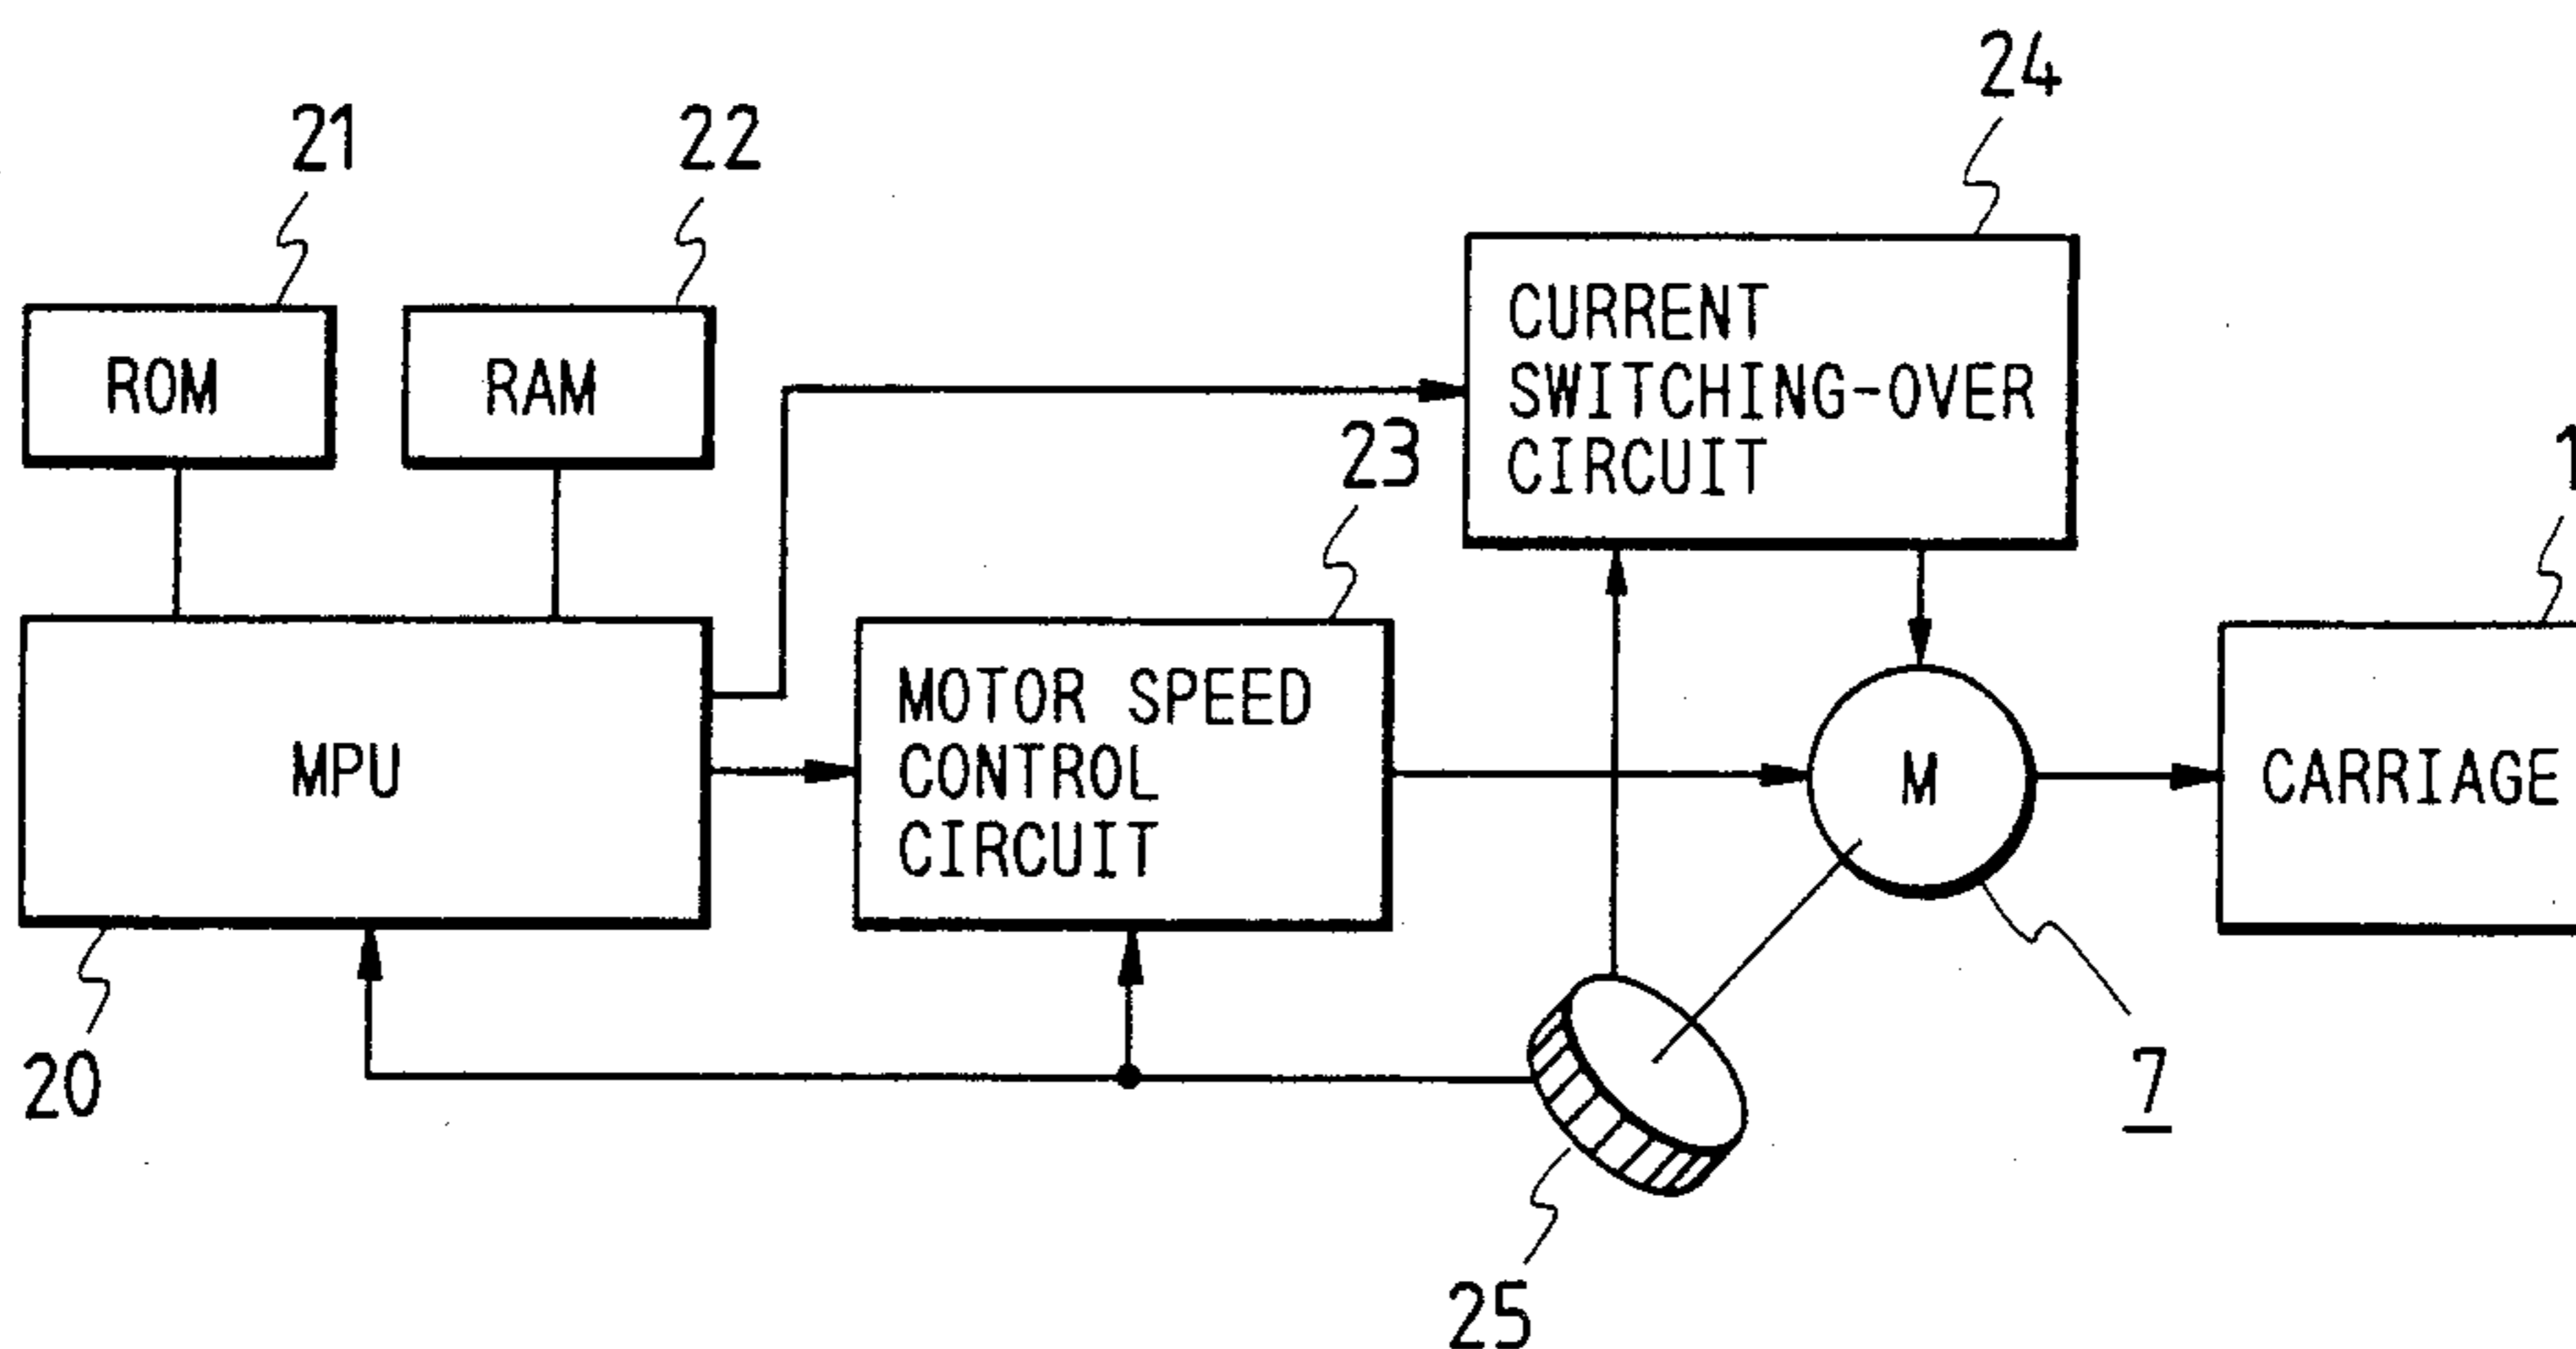 24
21
22
CURRENT
SWITCHING-OVER
CIRCUIT
ROM
RAM
23
1
MOTOR SPEED
CONTROL
CIRCUIT
MPU
M
CARRIAGE
20
7
25